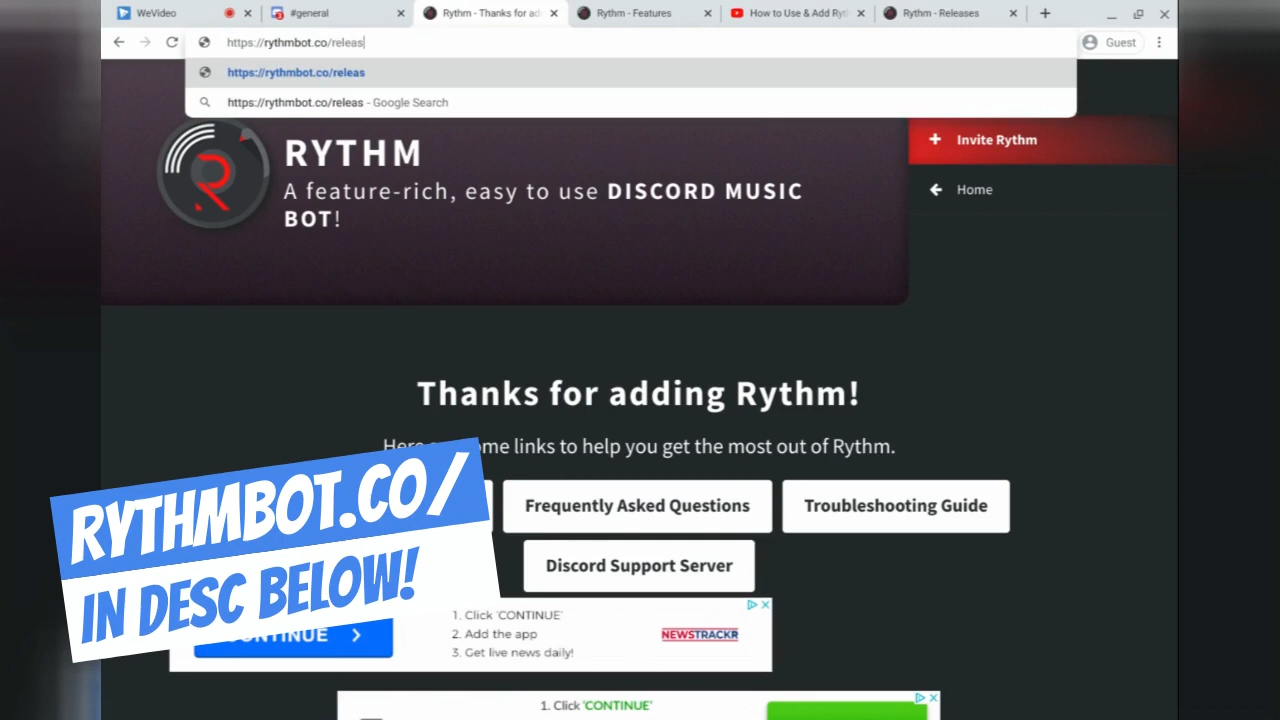 WeVideo
#general
Rythm - Thanks for ad
Rythm - Features
How to Use & Add Ryt
Rythm - Releases
https://rythmbot.co/releas
Guest
https://rythmbot.co/releas
https://rythmbot.co/releas - Google Search
RYTHM
A feature-rich, easy to use DISCORD MUSIC
BOT!
Invite Rythm
Home
Thanks for adding Rythm!
Here some links to help you get the most out of Rythm.
Frequently Asked Questions
Troubleshooting Guide
Discord Support Server
RYTHMBOT.CO/
IN DESC BELOW!
CONTINUE
1. Click 'CONTINUE'
2. Add the app
3. Get live news daily!
NEWSTRACKR
1. Click 'CONTINUE'